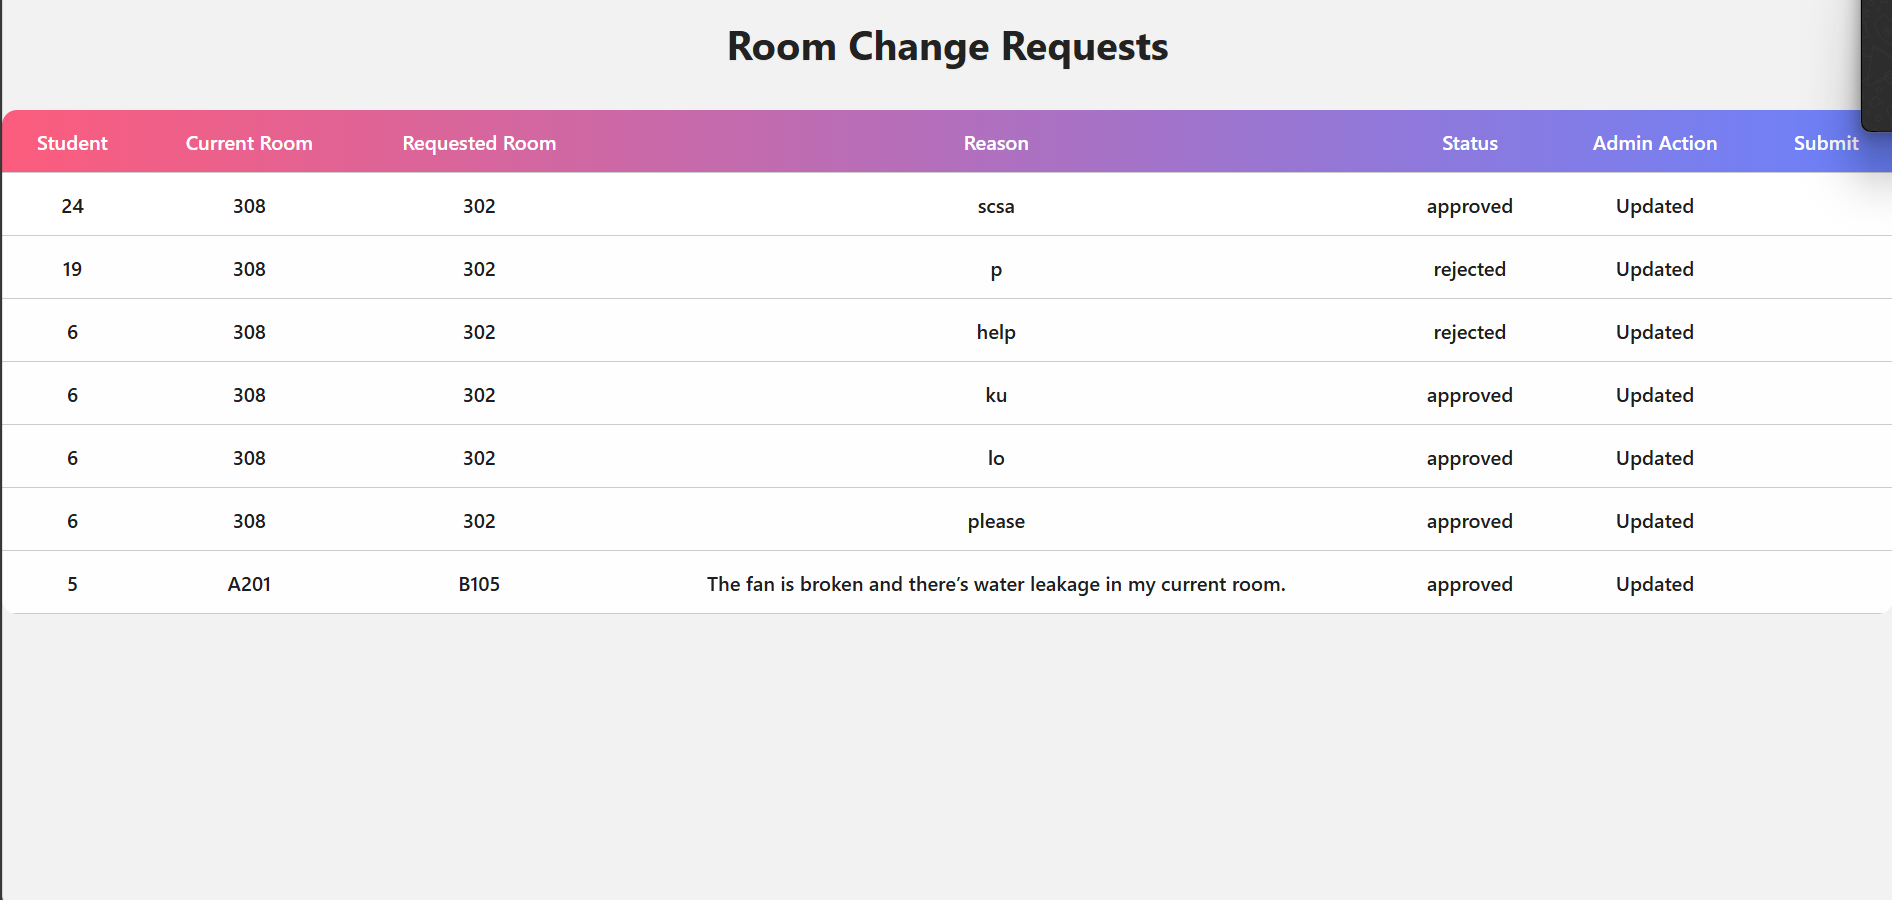 Room Change Requests
Student Current Room Requested Room Reason Status Admin Action Submit
24 308 302 scsa approved Updated
19 308 302 p rejected Updated
6 308 302 help rejected Updated
6 308 302 ku approved Updated
6 308 302 lo approved Updated
6 308 302 please approved Updated
5 A201 B105 The fan is broken and there’s water leakage in my current room. approved Updated